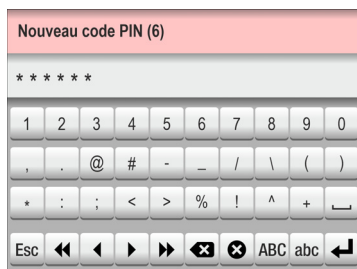 Nouveau code PIN (6)
* * * * * *
1 2 3 4 5 6 7 8 9 0
, . @ # - _ / \ ( )
* : ; < > % ! ^ +
Esc ABC abc